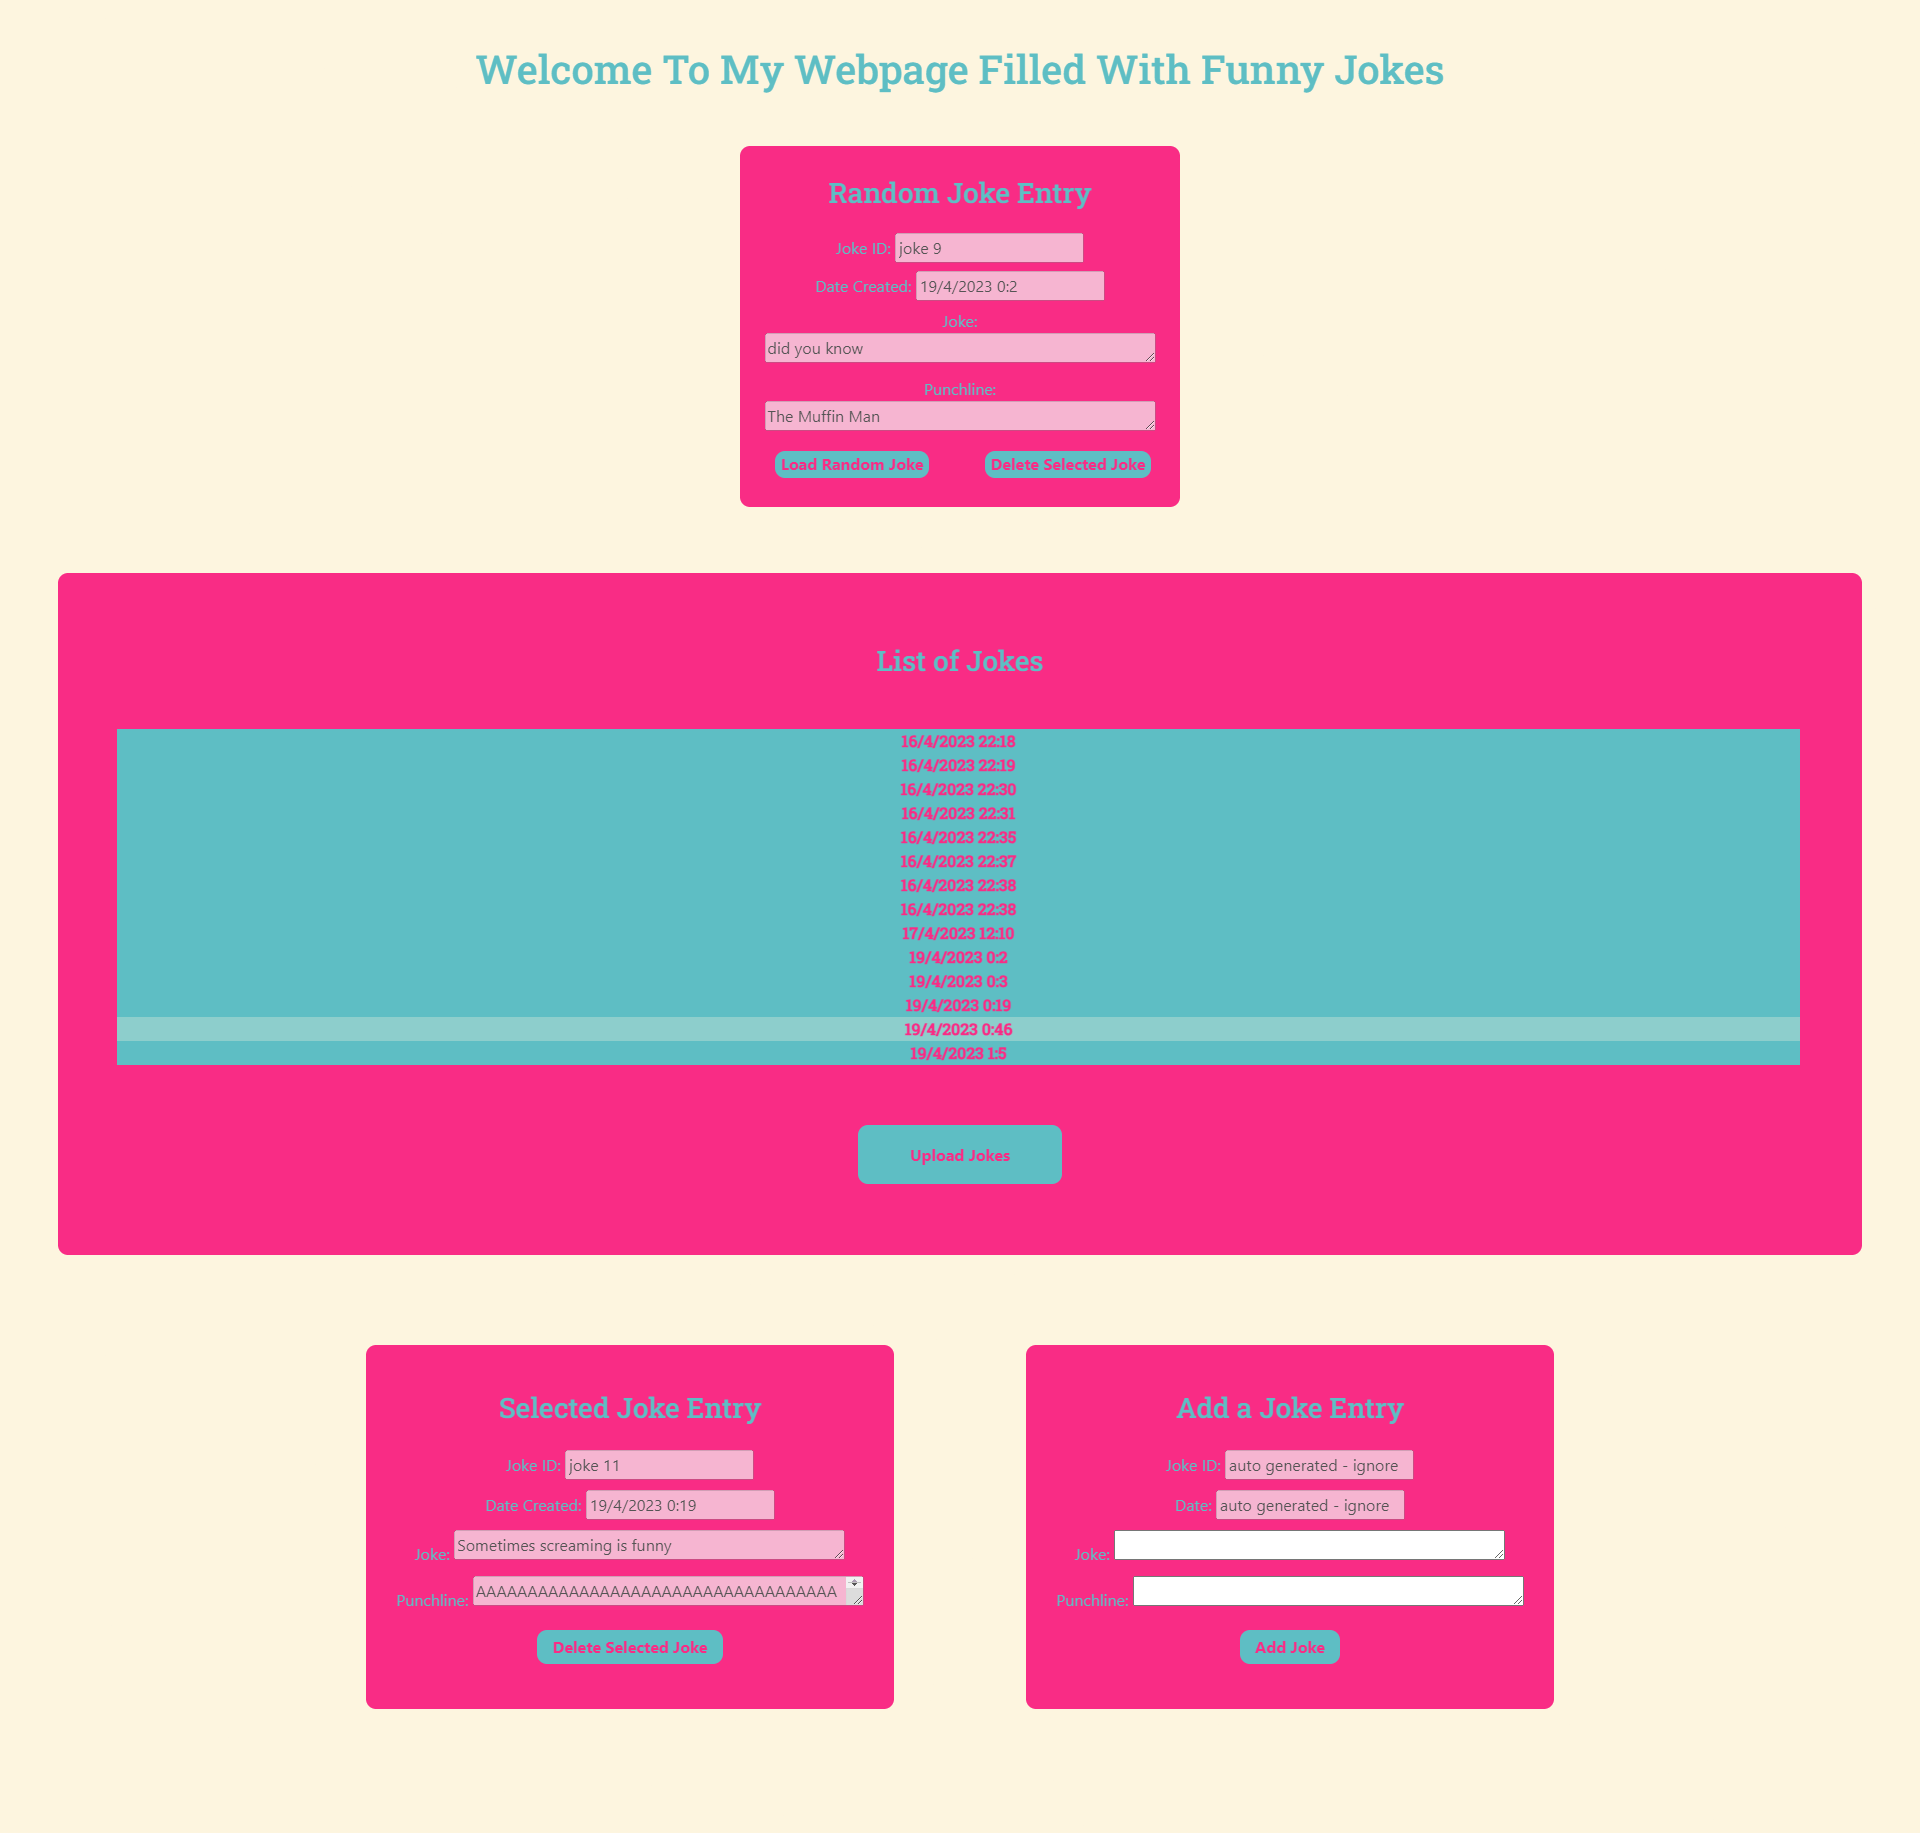 Welcome To My Webpage Filled With Funny Jokes
Random Joke Entry
Joke ID: joke 9
Date Created: 19/4/2023 0:2
Joke:
did you know
Punchline:
The Muffin Man
Load Random Joke Delete Selected Joke
List of Jokes
16/4/2023 22:18
16/4/2023 22:19
16/4/2023 22:30
16/4/2023 22:31
16/4/2023 22:35
16/4/2023 22:37
16/4/2023 22:38
16/4/2023 22:38
17/4/2023 12:10
19/4/2023 0:2
19/4/2023 0:3
19/4/2023 0:19
19/4/2023 0:46
19/4/2023 1:5
Upload Jokes
Selected Joke Entry
Joke ID: joke 11
Date Created: 19/4/2023 0:19
Joke: Sometimes screaming is funny
Punchline: AAAAAAAAAAAAAAAAAAAAAAAAAAAAAAAAAAA
Delete Selected Joke
Add a Joke Entry
Joke ID: auto generated - ignore
Date: auto generated - ignore
Joke:
Punchline:
Add Joke